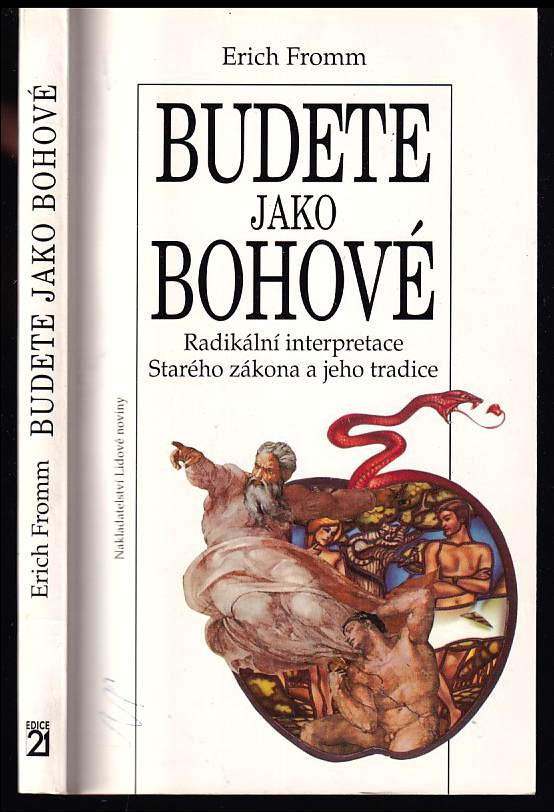 Erich Fromm
BUDETE
JAKO
BOHOVÉ
Radikální interpretace
Starého zákona a jeho tradice
Nakladatelství Lidové noviny
Erich Fromm BUDETE JAKO BOHOVÉ
EDICE
21